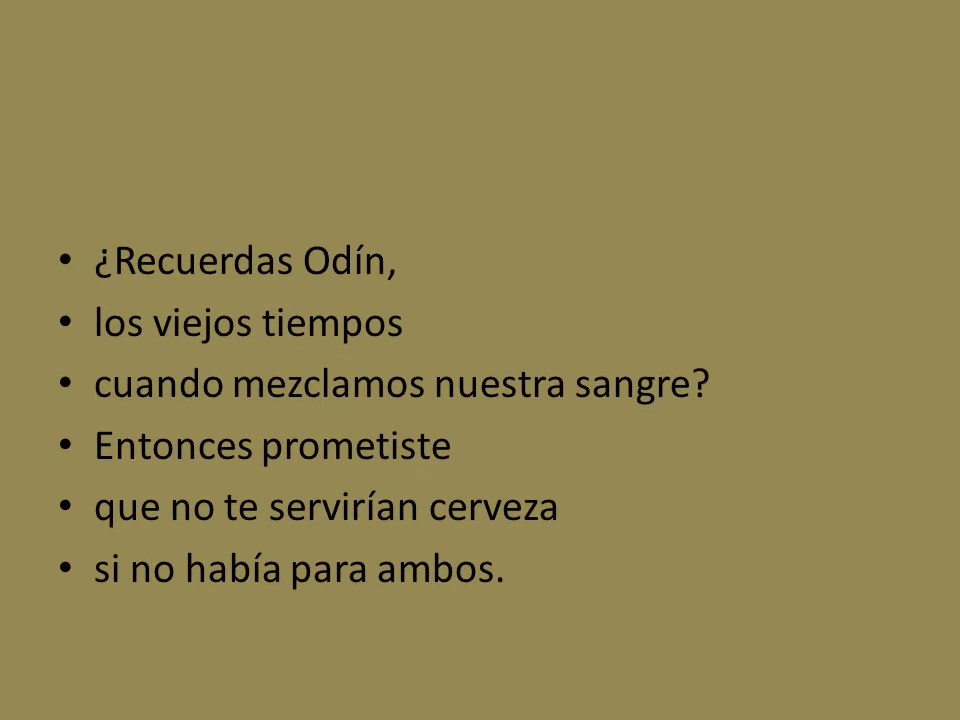 • ¿Recuerdas Odín,
• los viejos tiempos
• cuando mezclamos nuestra sangre?
• Entonces prometiste
• que no te servirían cerveza
• si no había para ambos.